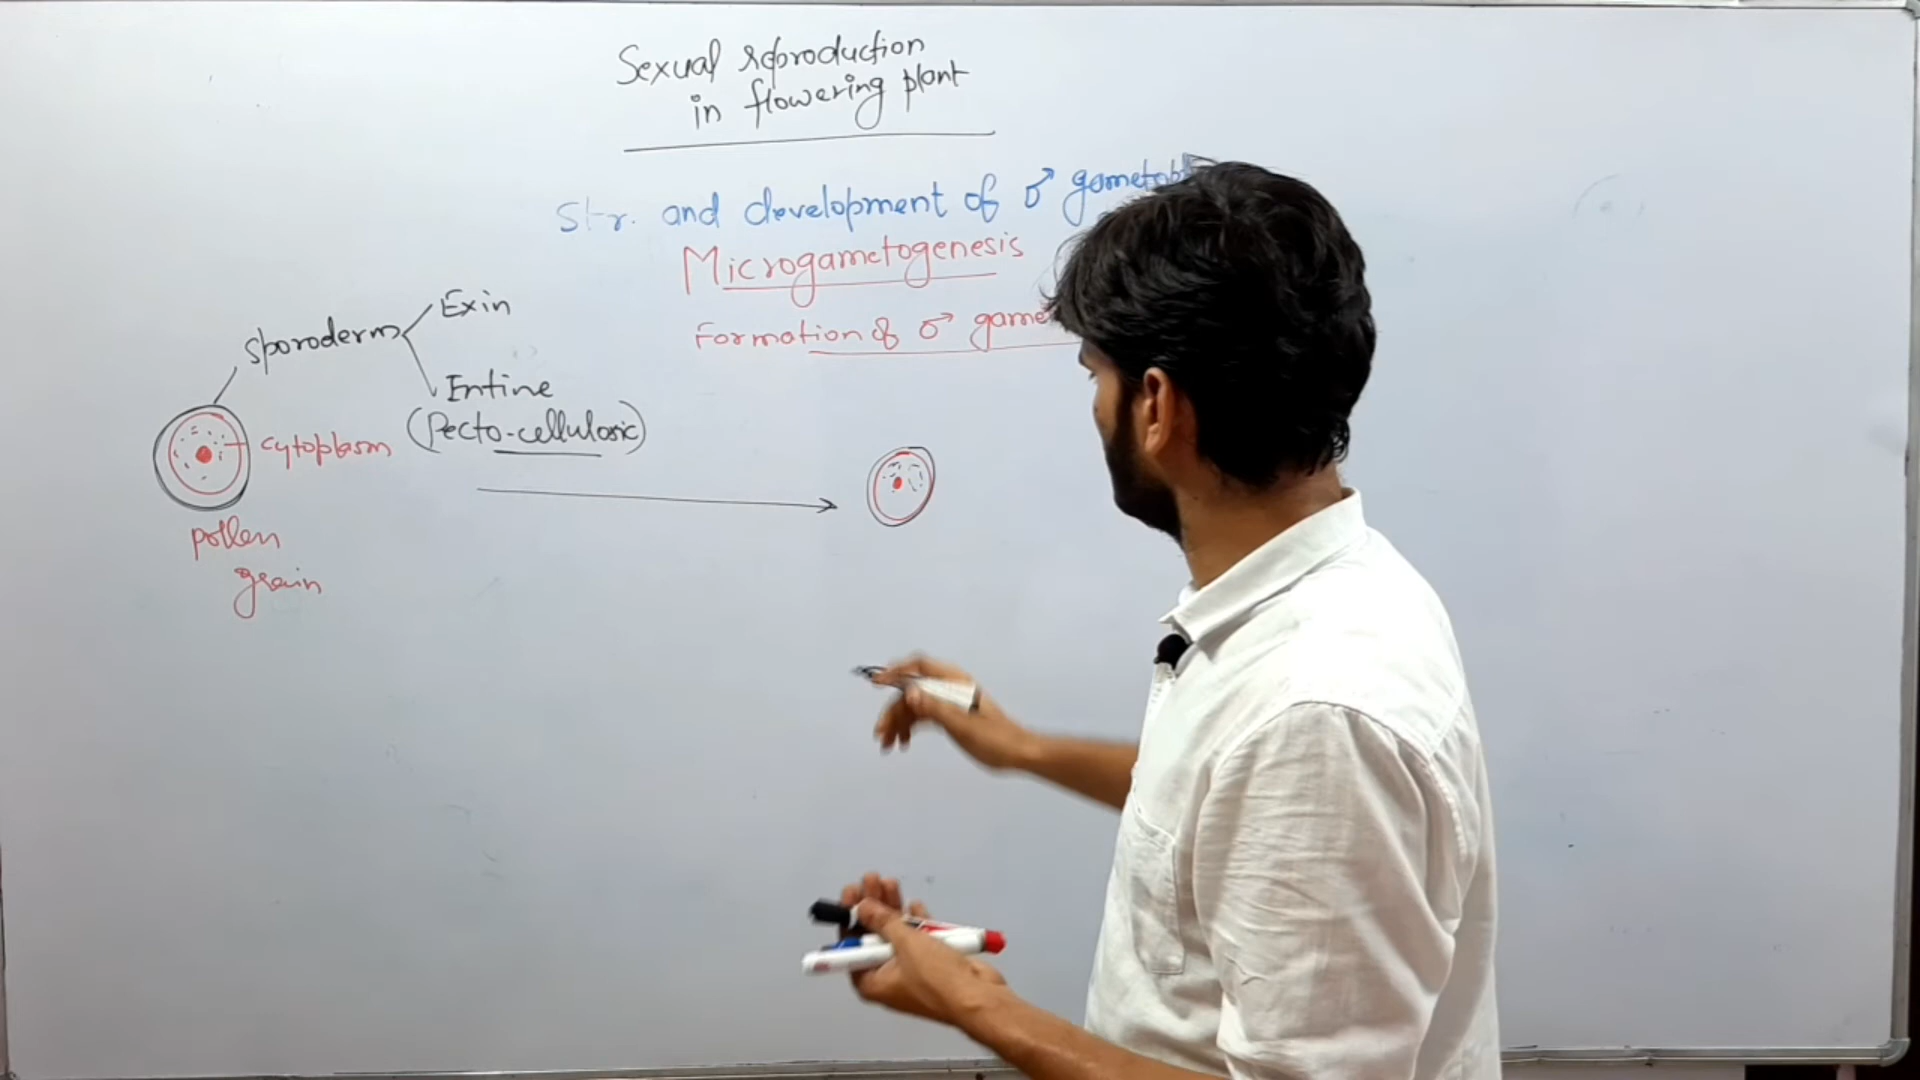 Sexual reproduction
in flowering plant
Str. and development of ♂
Microgametogenesis
Formation of ♂
Sporoderm
Exin
Entine
(Pecto-cellulosic)
cytoplasm
pollen
grain